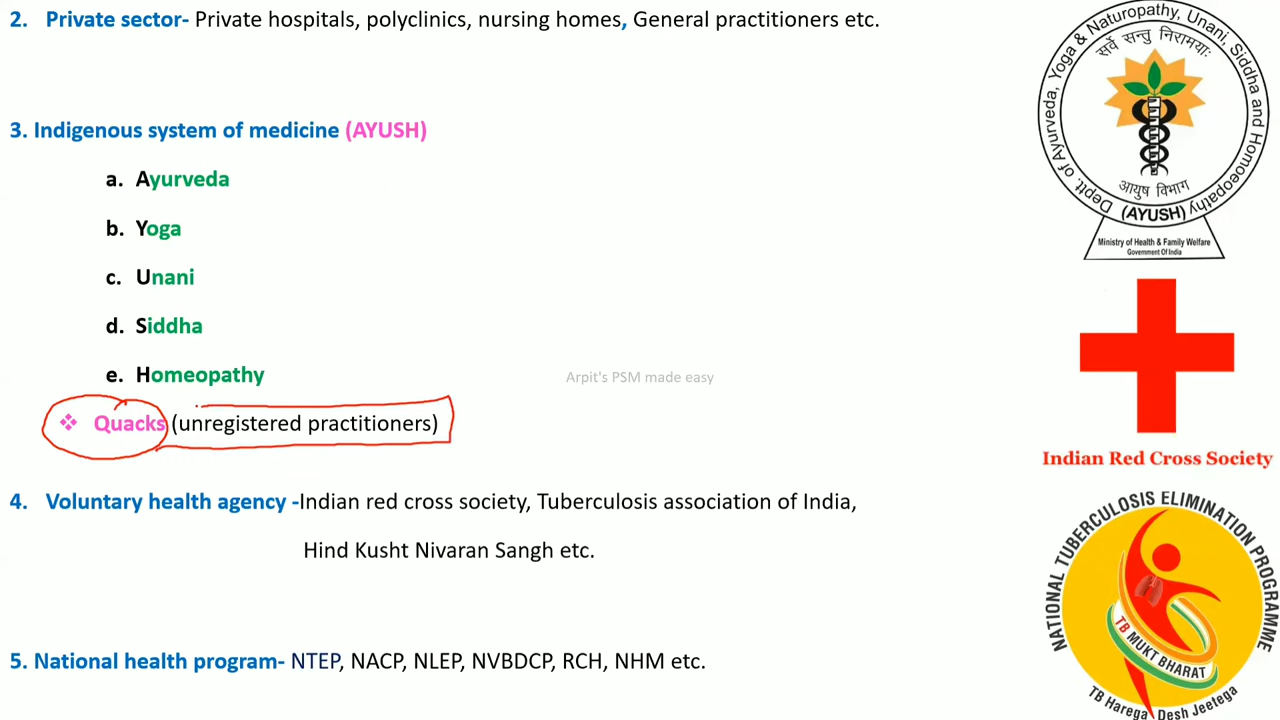 2. Private sector- Private hospitals, polyclinics, nursing homes, General practitioners etc.
3. Indigenous system of medicine (AYUSH)
a. Ayurveda
b. Yoga
c. Unani
d. Siddha
e. Homeopathy
❖ Quacks (unregistered practitioners)
4. Voluntary health agency -Indian red cross society, Tuberculosis association of India,
Hind Kusht Nivaran Sangh etc.
5. National health program- NTEP, NACP, NLEP, NVBDCP, RCH, NHM etc.
Arpit's PSM made easy
Deptt. of Ayurveda, Yoga & Naturopathy, Unani, Siddha and Homoeopathy
सर्वे सन्तु निरामयाः
आयुष विभाग
(AYUSH)
Ministry of Health & Family Welfare
Government Of India
Indian Red Cross Society
NATIONAL TUBERCULOSIS ELIMINATION PROGRAMME
TB MUKT BHARAT
TB Harega Desh Jeetega